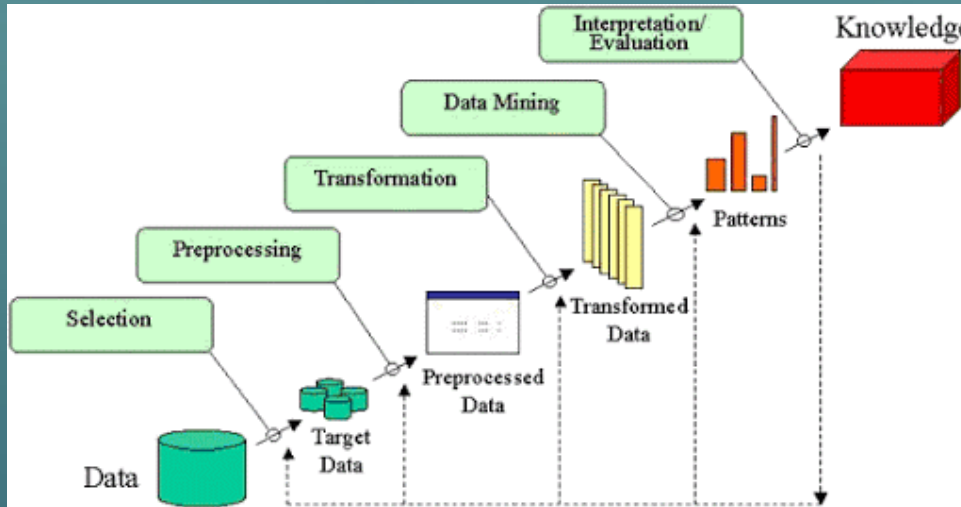 Interpretation/
Evaluation
Knowledge
Data Mining
Transformation
Patterns
Preprocessing
Transformed
Data
Selection
Preprocessed
Data
Target
Data
Data